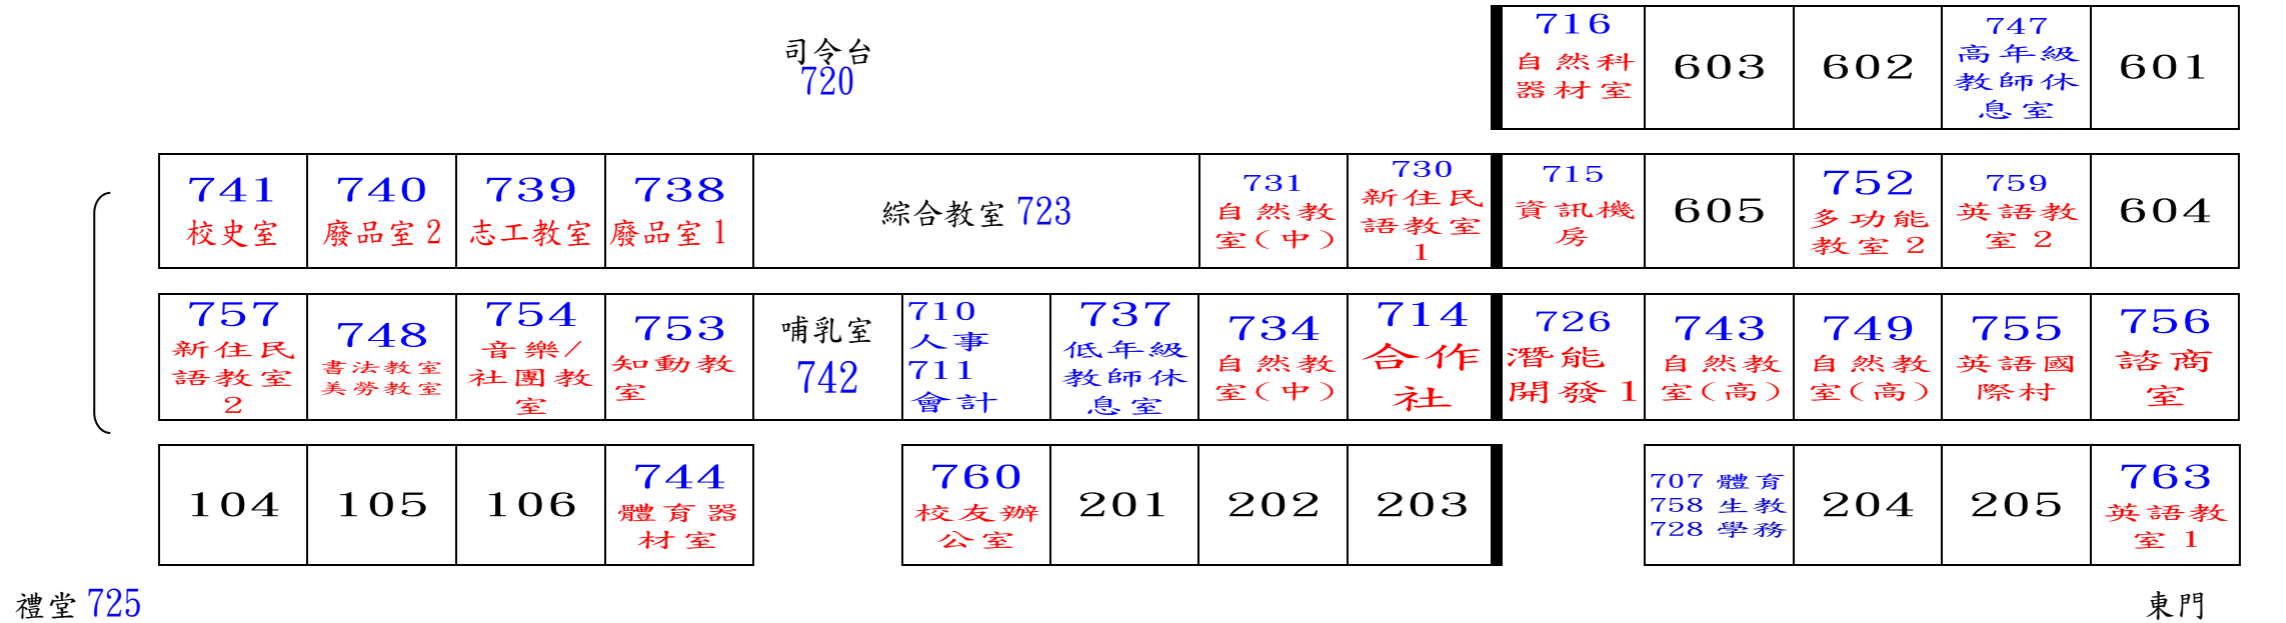 司令台
720
716
自然科
器材室
603
602
747
高年級
教師休
息室
601
741
校史室
740
廢品室2
739
志工教室
738
廢品室1
綜合教室 723
731
自然教
室(中)
730
新住民
語教室
1
715
資訊機
房
605
752
多功能
教室2
759
英語教
室2
604
757
新住民
語教室
2
748
書法教室
美勞教室
754
音樂/
社團教
室
753
知動教
室
哺乳室
742
710
人事
711
會計
737
低年級
教師休
息室
734
自然教
室(中)
714
合作
社
726
潛能
開發1
743
自然教
室(高)
749
自然教
室(高)
755
英語國
際村
756
諮商
室
104
105
106
744
體育器
材室
760
校友辦
公室
201
202
203
707 體育
758 生教
728 學務
204
205
763
英語教
室1
禮堂 725
東門